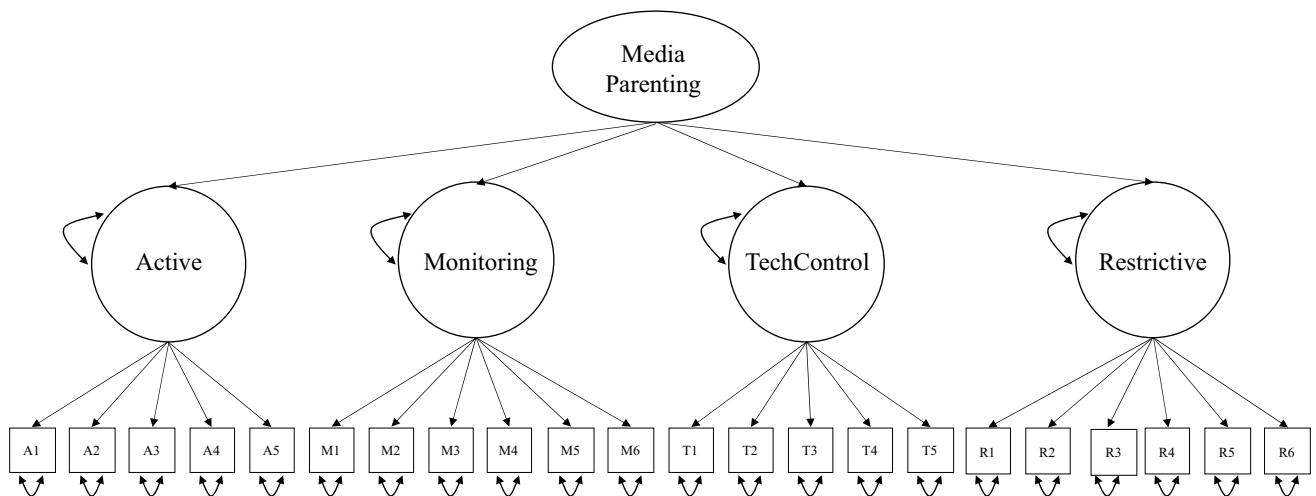 Media
Parenting
Active Monitoring TechControl Restrictive
A1 A2 A3 A4 A5 M1 M2 M3 M4 M5 M6 T1 T2 T3 T4 T5 R1 R2 R3 R4 R5 R6